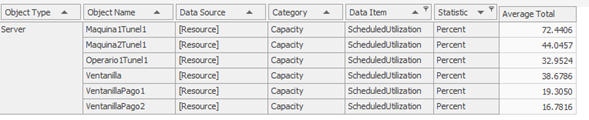 Object Type Object Name Data Source Category Data Item Statistic Average Total
Server Maquina1Tunel1 [Resource] Capacity ScheduledUtilization Percent 72.4406
Maquina2Tunel1 [Resource] Capacity ScheduledUtilization Percent 44.0457
Operario1Tunel1 [Resource] Capacity ScheduledUtilization Percent 32.9524
Ventanilla [Resource] Capacity ScheduledUtilization Percent 38.6786
VentanillaPago1 [Resource] Capacity ScheduledUtilization Percent 19.3050
VentanillaPago2 [Resource] Capacity ScheduledUtilization Percent 16.7816